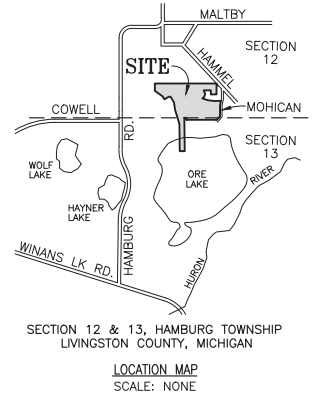 MALTBY
SECTION
12
HAMMEL
SITE
COWELL
MOHICAN
RD.
SECTION
13
WOLF
LAKE
ORE
LAKE
RIVER
HAYNER
LAKE
HAMBURG
WINANS LK RD.
HURON
SECTION 12 & 13, HAMBURG TOWNSHIP
LIVINGSTON COUNTY, MICHIGAN
LOCATION MAP
SCALE: NONE